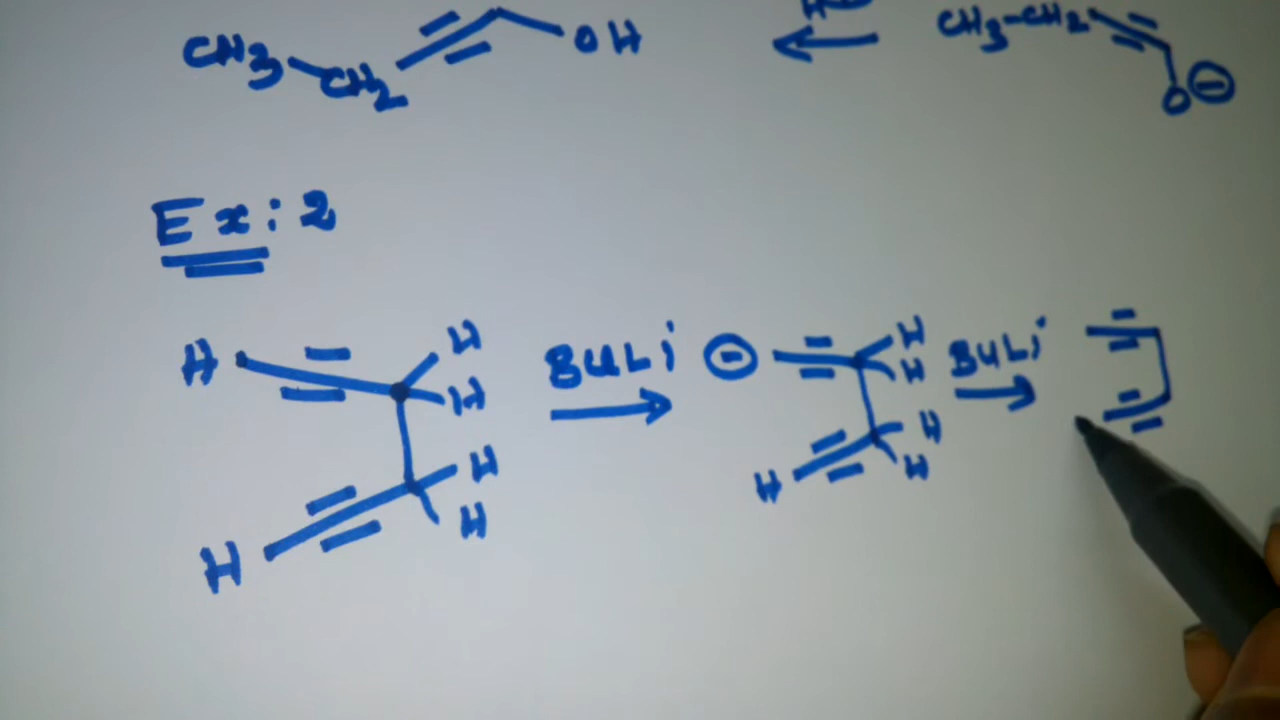 CH3 CH2 OH
CH3-CH2 O⊖
Ex: 2
H H H H H
H
BULi
⊖ H H H H
H
BULi